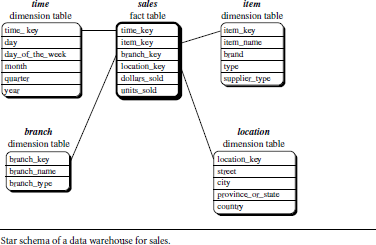 time
dimension table
time_ key
day
day_of_the_week
month
quarter
year
sales
fact table
time_key
item_key
branch_key
location_key
dollars_sold
units_sold
item
dimension table
item_key
item_name
brand
type
supplier_type
branch
dimension table
branch_key
branch_name
branch_type
location
dimension table
location_key
street
city
province_or_state
country
Star schema of a data warehouse for sales.